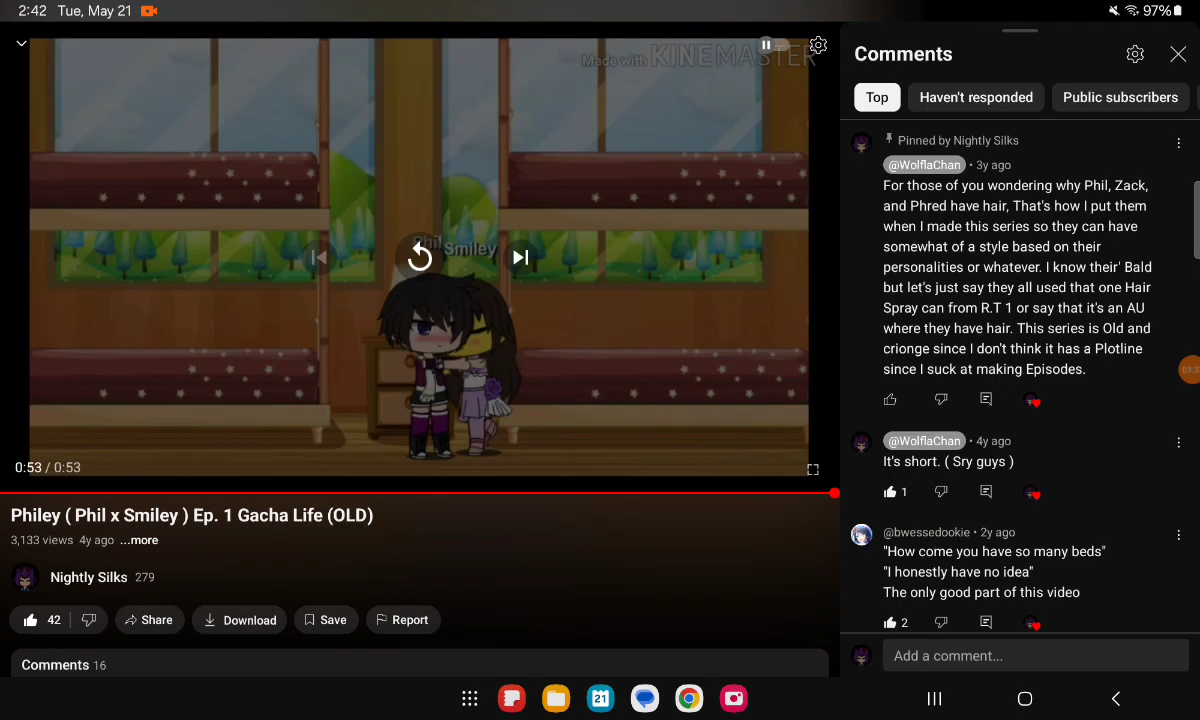 2:42 Tue, May 21
97%
Made with KINEMASTER
Phil
Smiley
0:53 / 0:53
Philey ( Phil x Smiley ) Ep. 1 Gacha Life (OLD)
3,133 views 4y ago ...more
Nightly Silks 279
42
Share
Download
Save
Report
Comments 16
Comments
Top
Haven't responded
Public subscribers
Pinned by Nightly Silks
@WolflaChan • 3y ago
For those of you wondering why Phil, Zack,
and Phred have hair, That's how I put them
when I made this series so they can have
somewhat of a style based on their
personalities or whatever. I know their' Bald
but let's just say they all used that one Hair
Spray can from R.T 1 or say that it's an AU
where they have hair. This series is Old and
crionge since I don't think it has a Plotline
since I suck at making Episodes.
@WolflaChan • 4y ago
It's short. ( Sry guys )
1
@bwessedookie • 2y ago
"How come you have so many beds"
"I honestly have no idea"
The only good part of this video
2
Add a comment...
21